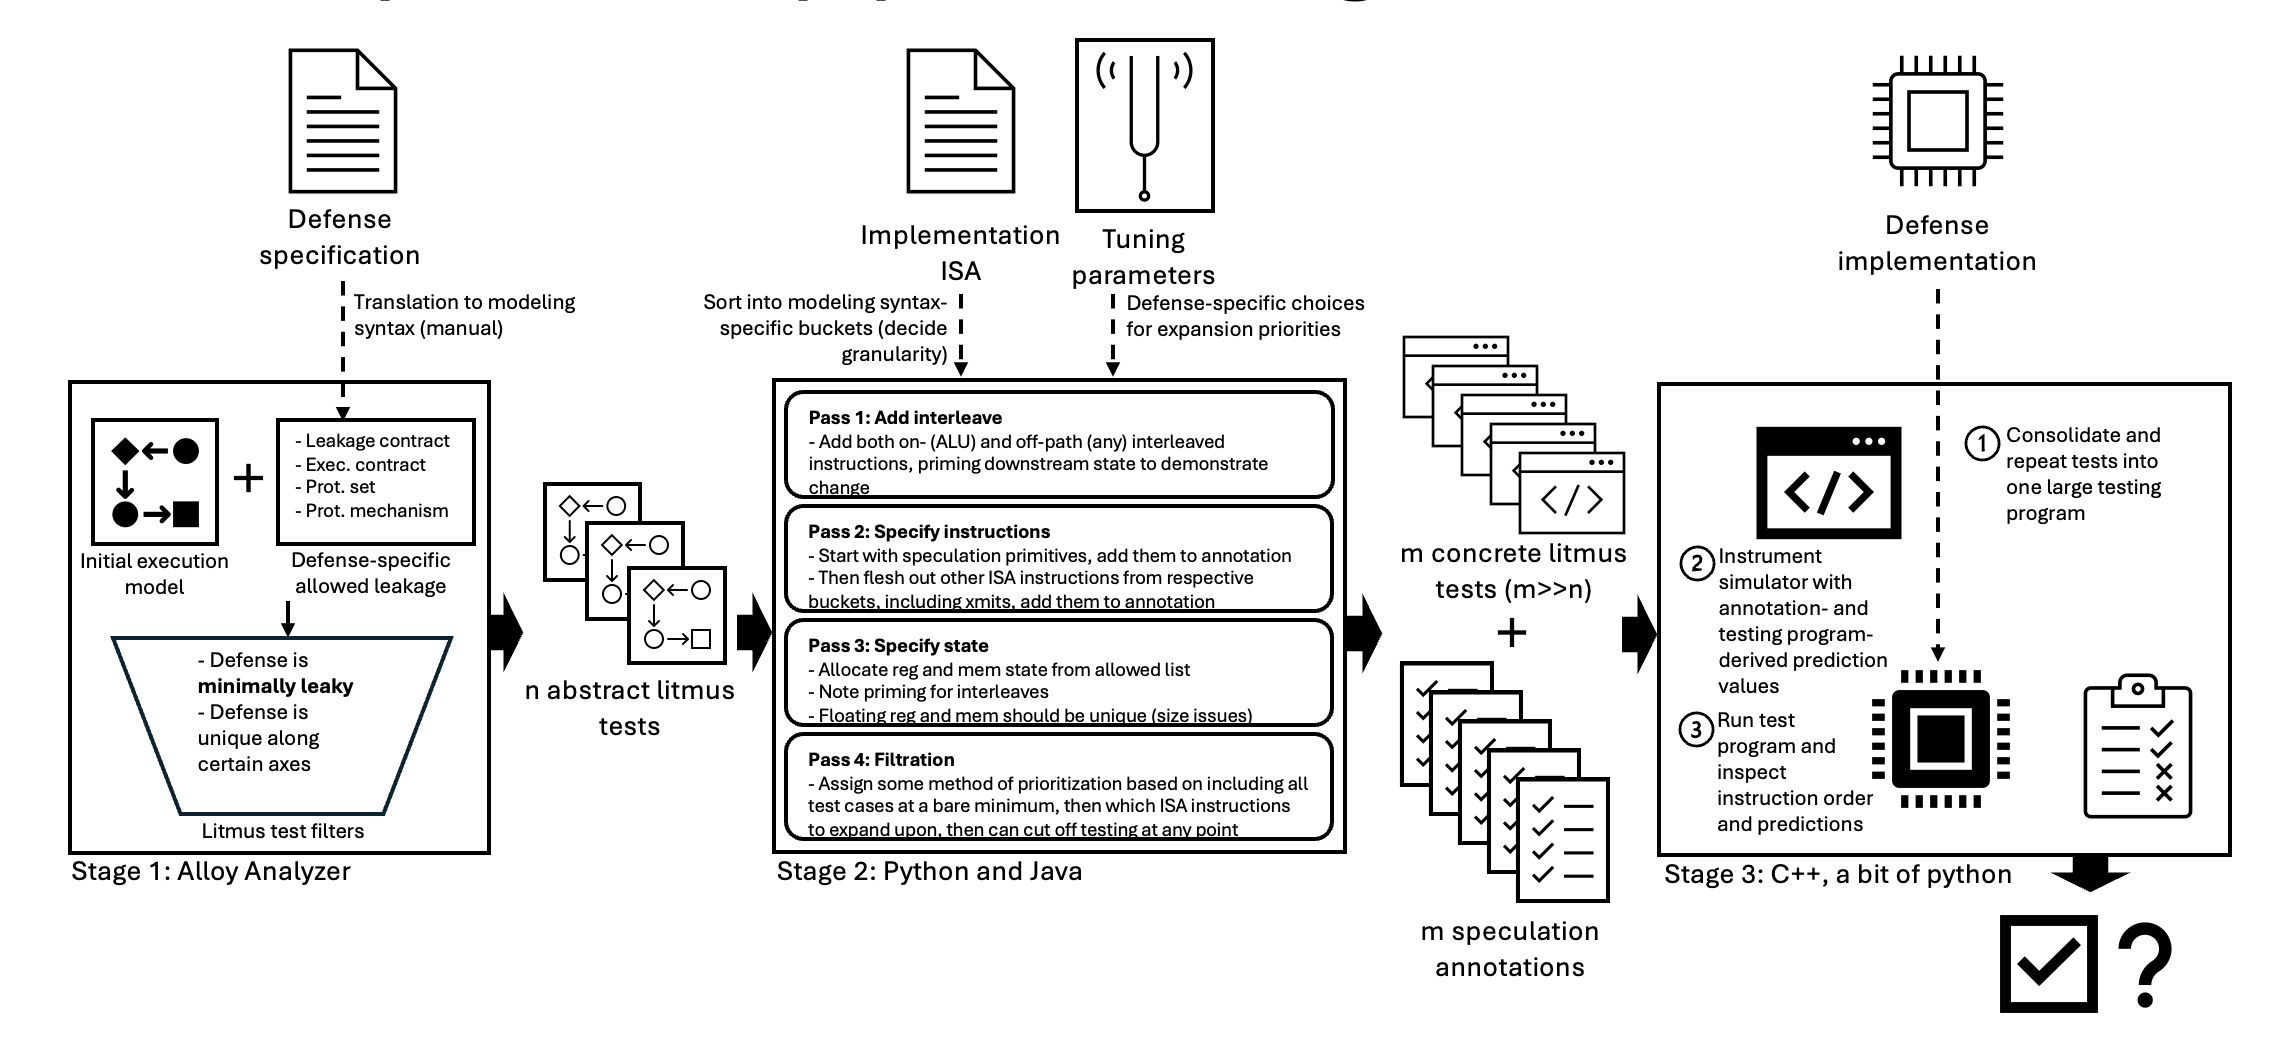 Defense
specification
Translation to modeling
syntax (manual)
- Leakage contract
- Exec. contract
- Prot. set
- Prot. mechanism
+
Initial execution
model
Defense-specific
allowed leakage
- Defense is
minimally leaky
- Defense is
unique along
certain axes
Litmus test filters
Stage 1: Alloy Analyzer
n abstract litmus
tests
Implementation
ISA
Tuning
parameters
Sort into modeling syntax-
specific buckets (decide
granularity)
Defense-specific choices
for expansion priorities
Pass 1: Add interleave
- Add both on- (ALU) and off-path (any) interleaved
instructions, priming downstream state to demonstrate
change
Pass 2: Specify instructions
- Start with speculation primitives, add them to annotation
- Then flesh out other ISA instructions from respective
buckets, including xmits, add them to annotation
Pass 3: Specify state
- Allocate reg and mem state from allowed list
- Note priming for interleaves
- Floating reg and mem should be unique (size issues)
Pass 4: Filtration
- Assign some method of prioritization based on including all
test cases at a bare minimum, then which ISA instructions
to expand upon, then can cut off testing at any point
Stage 2: Python and Java
</>
m concrete litmus
tests (m>>n)
+
m speculation
annotations
Defense
implementation
</>
1 Consolidate and
repeat tests into
one large testing
program
2 Instrument
simulator with
annotation- and
testing program-
derived prediction
values
3 Run test
program and
inspect
instruction order
and predictions
Stage 3: C++, a bit of python
?